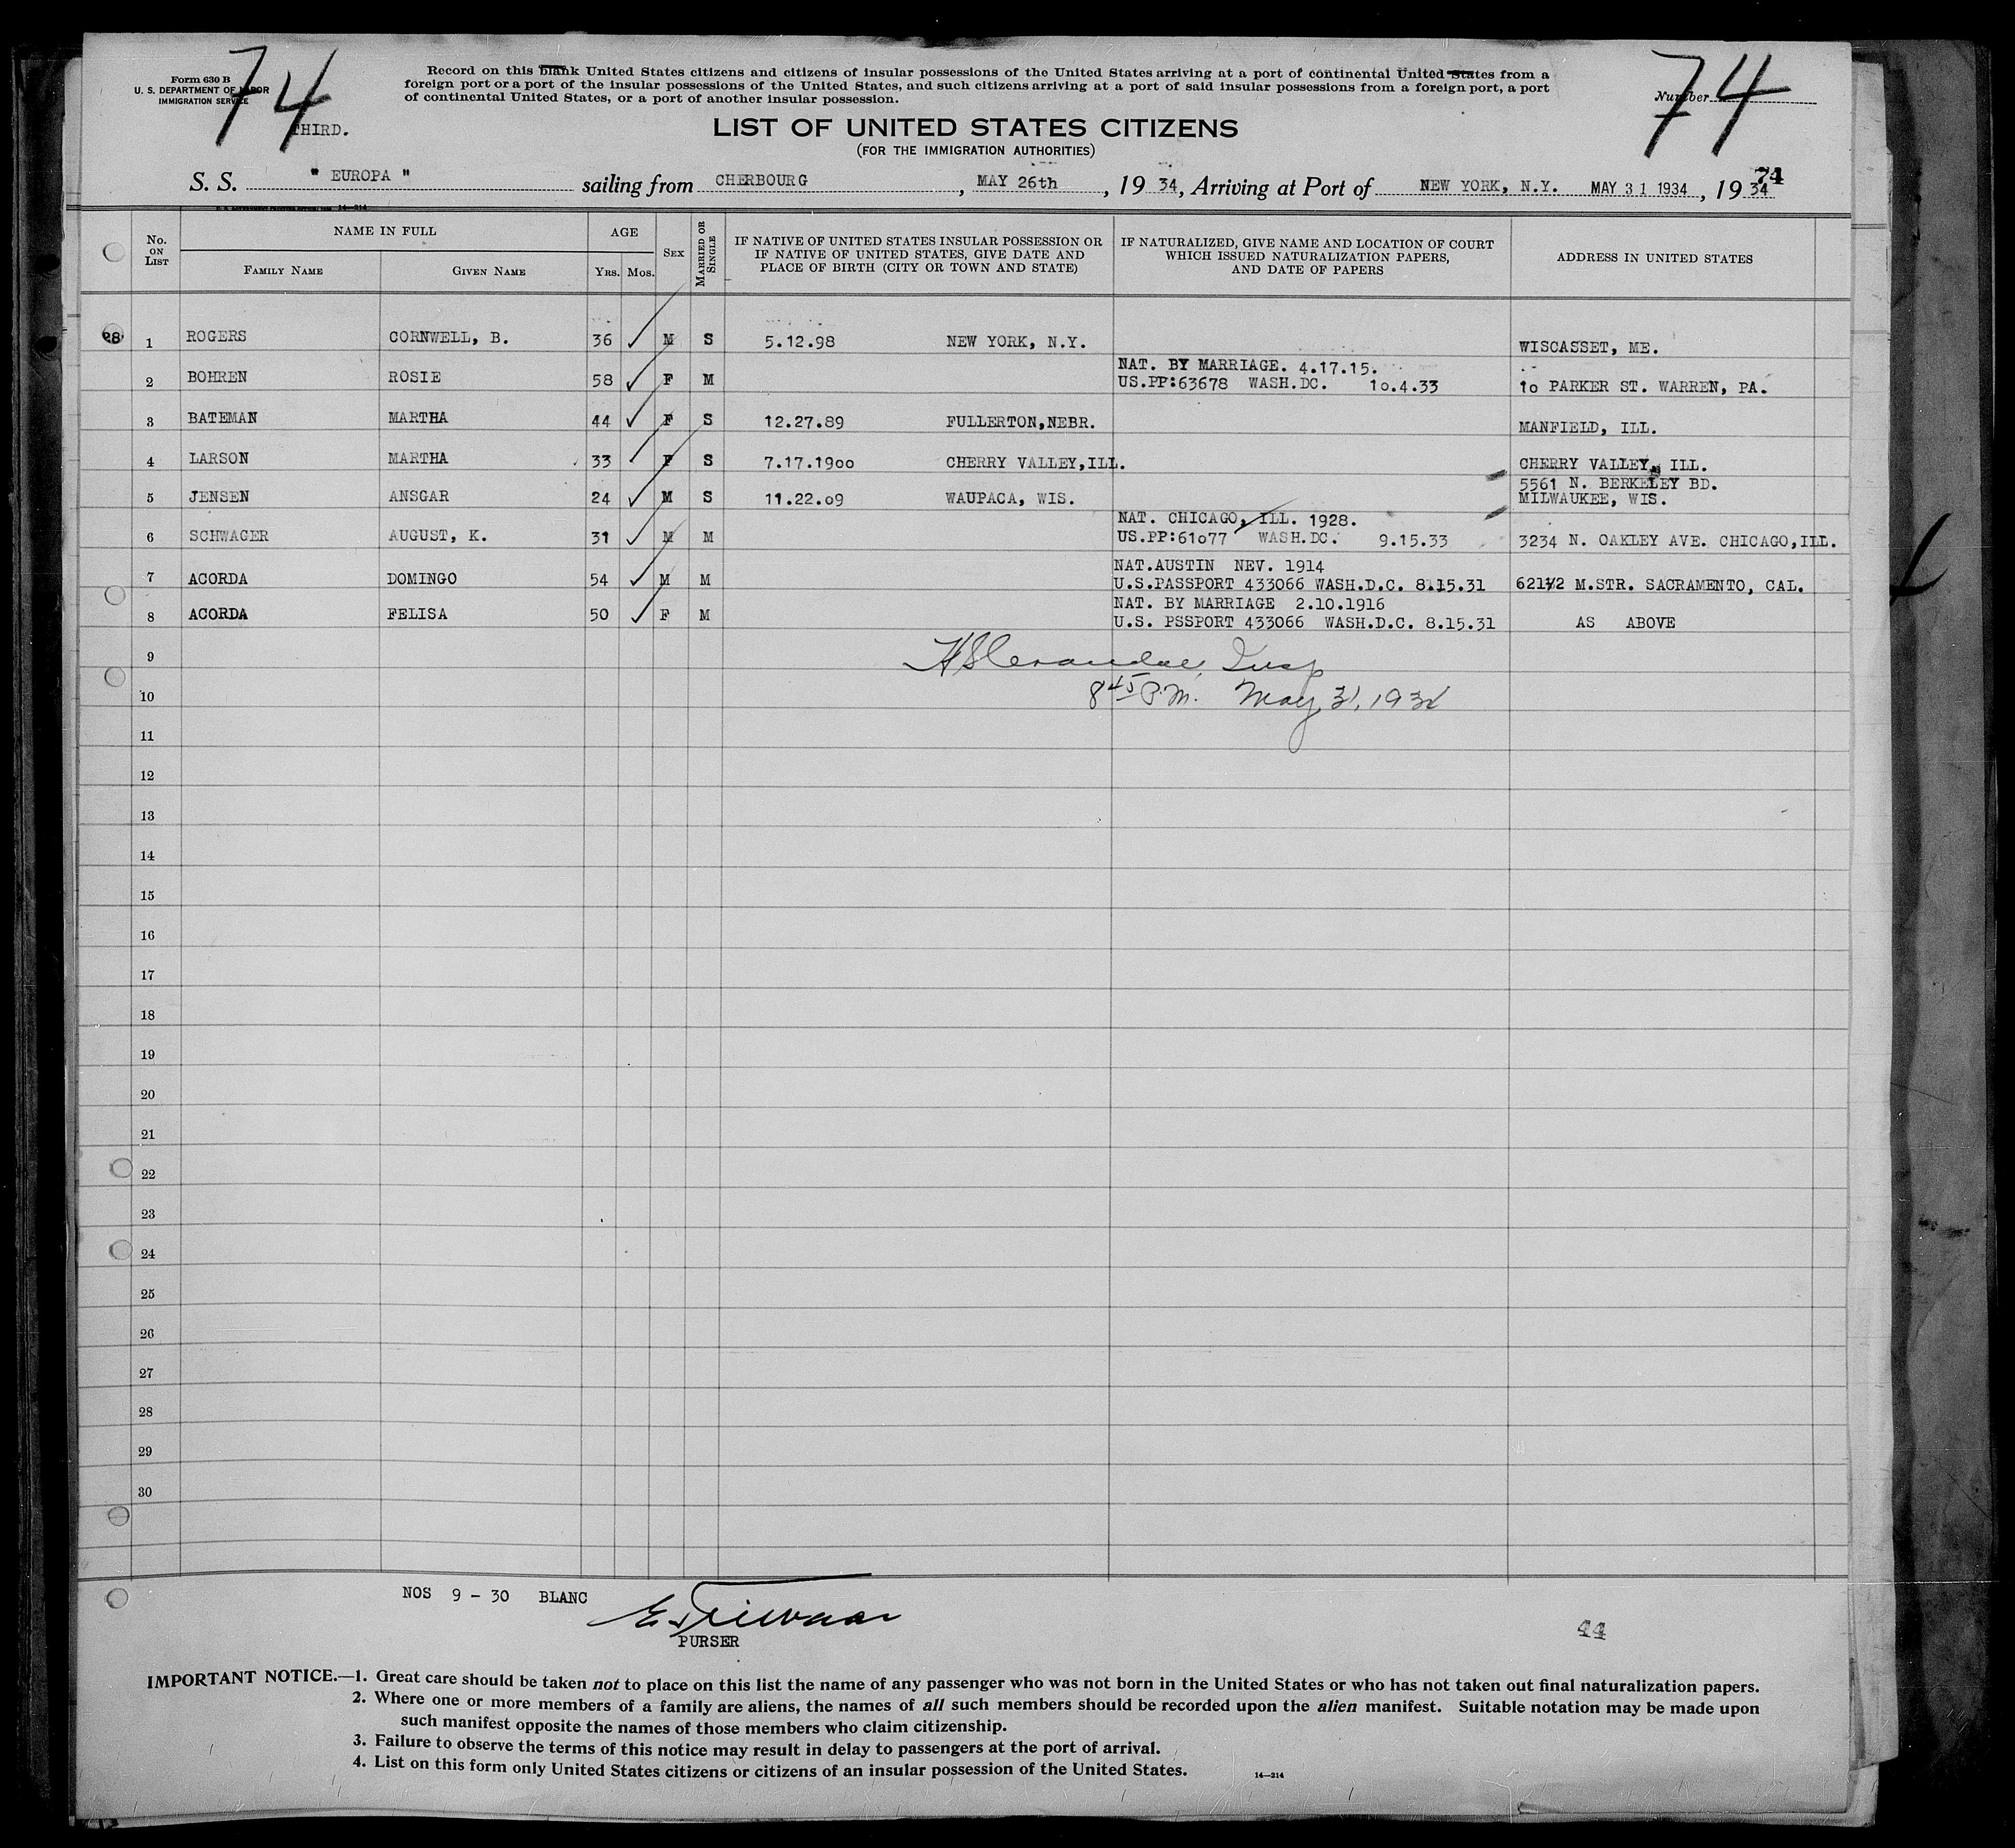 74
74
Form 630 B
U. S. DEPARTMENT OF LABOR
IMMIGRATION SERVICE
THIRD.
Record on this blank United States citizens and citizens of insular possessions of the United States arriving at a port of continental United States from a
foreign port or a port of the insular possessions of the United States, and such citizens arriving at a port of said insular possessions from a foreign port, a port
of continental United States, or a port of another insular possession.
Number
LIST OF UNITED STATES CITIZENS
(FOR THE IMMIGRATION AUTHORITIES)
74
S. S. " EUROPA " sailing from CHERBOURG, MAY 26th, 1934, Arriving at Port of NEW YORK, N.Y. MAY 31 1934, 1934
14—214
No. ON LIST
NAME IN FULL
FAMILY NAME
GIVEN NAME
AGE
YRS. MOS.
SEX
MARRIED OR SINGLE
IF NATIVE OF UNITED STATES INSULAR POSSESSION OR
IF NATIVE OF UNITED STATES, GIVE DATE AND
PLACE OF BIRTH (CITY OR TOWN AND STATE)
IF NATURALIZED, GIVE NAME AND LOCATION OF COURT
WHICH ISSUED NATURALIZATION PAPERS,
AND DATE OF PAPERS
ADDRESS IN UNITED STATES
28 1 ROGERS CORNWELL, B. 36 M S 5.12.98 NEW YORK, N.Y. WISCASSET, ME.
NAT. BY MARRIAGE. 4.17.15.
2 BOHREN ROSIE 58 F M US.PP:63678 WASH.DC. 1o.4.33 1o PARKER ST. WARREN, PA.
3 BATEMAN MARTHA 44 F S 12.27.89 FULLERTON,NEBR. MANFIELD, ILL.
4 LARSON MARTHA 33 F S 7.17.19oo CHERRY VALLEY,ILL. CHERRY VALLEY, ILL.
5561 N. BERKELEY BD.
5 JENSEN ANSGAR 24 M S 11.22.o9 WAUPACA, WIS. MILWAUKEE, WIS.
NAT. CHICAGO, ILL. 1928.
6 SCHWAGER AUGUST, K. 31 M M US.PP:61o77 WASH.DC. 9.15.33 3234 N. OAKLEY AVE. CHICAGO,ILL.
NAT.AUSTIN NEV. 1914
7 ACORDA DOMINGO 54 M M U.S.PASSPORT 433066 WASH.D.C. 8.15.31 621½ M.STR. SACRAMENTO, CAL.
NAT. BY MARRIAGE 2.10.1916
8 ACORDA FELISA 50 F M U.S. PSSPORT 433066 WASH.D.C. 8.15.31 AS ABOVE
9 Insp
10 8 45 P.M. May 31, 1934
11
12
13
14
15
16
17
18
19
20
21
22
23
24
25
26
27
28
29
30
NOS 9 - 30 BLANC
PURSER
44
IMPORTANT NOTICE.—1. Great care should be taken not to place on this list the name of any passenger who was not born in the United States or who has not taken out final naturalization papers.
2. Where one or more members of a family are aliens, the names of all such members should be recorded upon the alien manifest. Suitable notation may be made upon
such manifest opposite the names of those members who claim citizenship.
3. Failure to observe the terms of this notice may result in delay to passengers at the port of arrival.
4. List on this form only United States citizens or citizens of an insular possession of the United States.
14—214